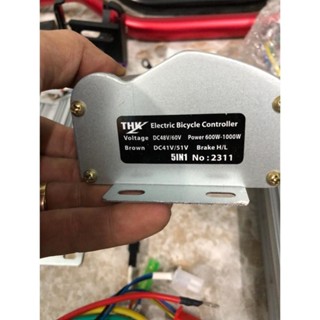 THK Electric Bicycle Controller
Voltage DC48V/60V Power 600W-1000W
Brown DC41V/51V Brake H/L
5IN1 No:2311